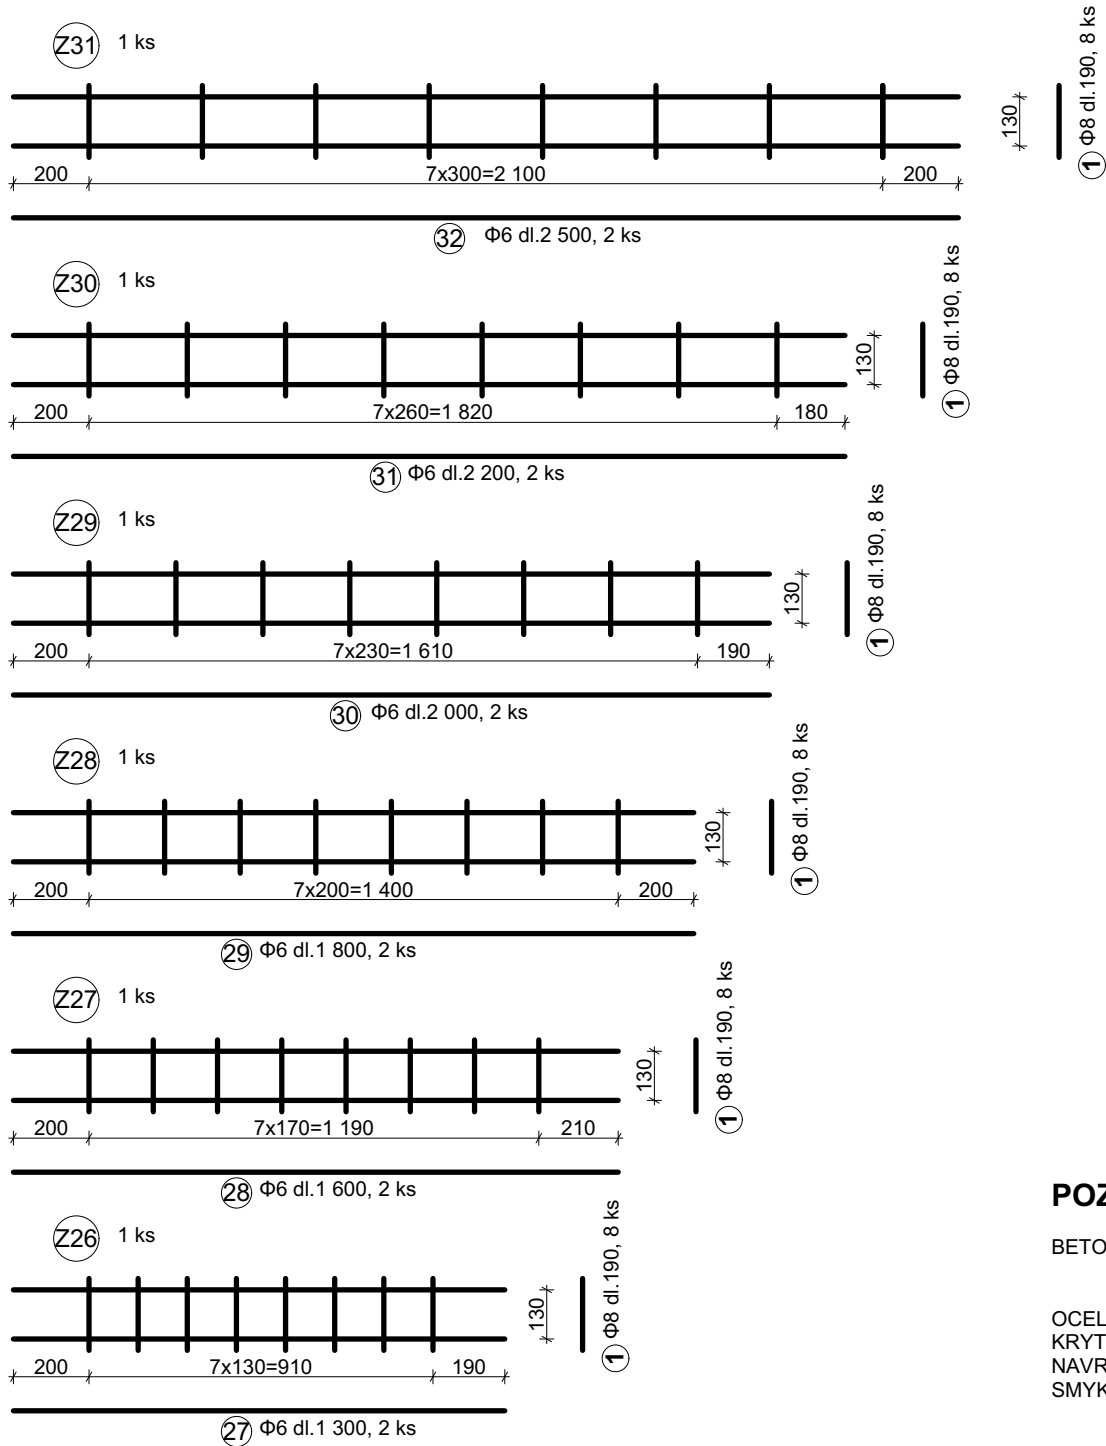 Z31 1 ks
130
1 Φ8 dl.190, 8 ks
200 7x300=2 100 200
32 Φ6 dl.2 500, 2 ks
Z30 1 ks
130
1 Φ8 dl.190, 8 ks
200 7x260=1 820 180
31 Φ6 dl.2 200, 2 ks
Z29 1 ks
130
1 Φ8 dl.190, 8 ks
200 7x230=1 610 190
30 Φ6 dl.2 000, 2 ks
Z28 1 ks
130
1 Φ8 dl.190, 8 ks
200 7x200=1 400 200
29 Φ6 dl.1 800, 2 ks
Z27 1 ks
130
1 Φ8 dl.190, 8 ks
200 7x170=1 190 210
28 Φ6 dl.1 600, 2 ks
Z26 1 ks
130
1 Φ8 dl.190, 8 ks
200 7x130=910 190
27 Φ6 dl.1 300, 2 ks
POZ
BETO
OCEL
KRYT
NAVR
SMYK